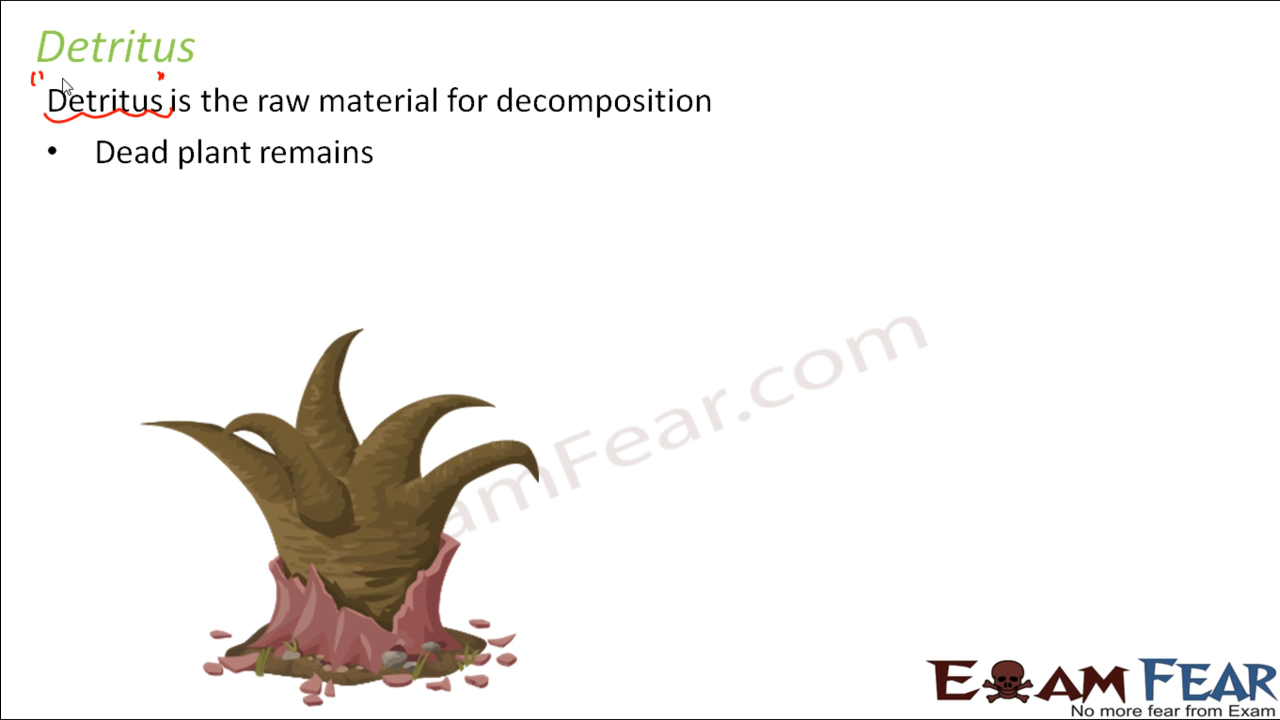 Detritus
Detritus is the raw material for decomposition
• Dead plant remains
amFear.com
EXAM FEAR
No more fear from Exam